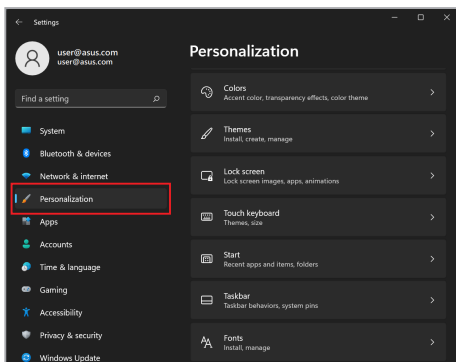 Settings
user@asus.com
user@asus.com
Find a setting
System
Bluetooth & devices
Network & internet
Personalization
Apps
Accounts
Time & language
Gaming
Accessibility
Privacy & security
Windows Update
Personalization
Colors
Accent color, transparency effects, color theme
Themes
Install, create, manage
Lock screen
Lock screen images, apps, animations
Touch keyboard
Themes, size
Start
Recent apps and items, folders
Taskbar
Taskbar behaviors, system pins
Fonts
Install, manage